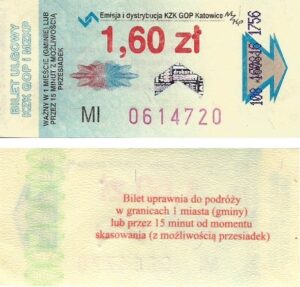 Emisja i dystrybucja KZK GOP Katowice
1,60 zł
BILET ULGOWY
KZK GOP i MZKP
WAŻNY W 1 MIEŚCIE (GMINIE) LUB
PRZEZ 15 MINUT Z MOŻLIWOŚCIĄ
PRZESIADEK
MI 0614720
1/56
Bilet uprawnia do podróży
w granicach 1 miasta (gminy)
lub przez 15 minut od momentu
skasowania (z możliwością przesiadek)